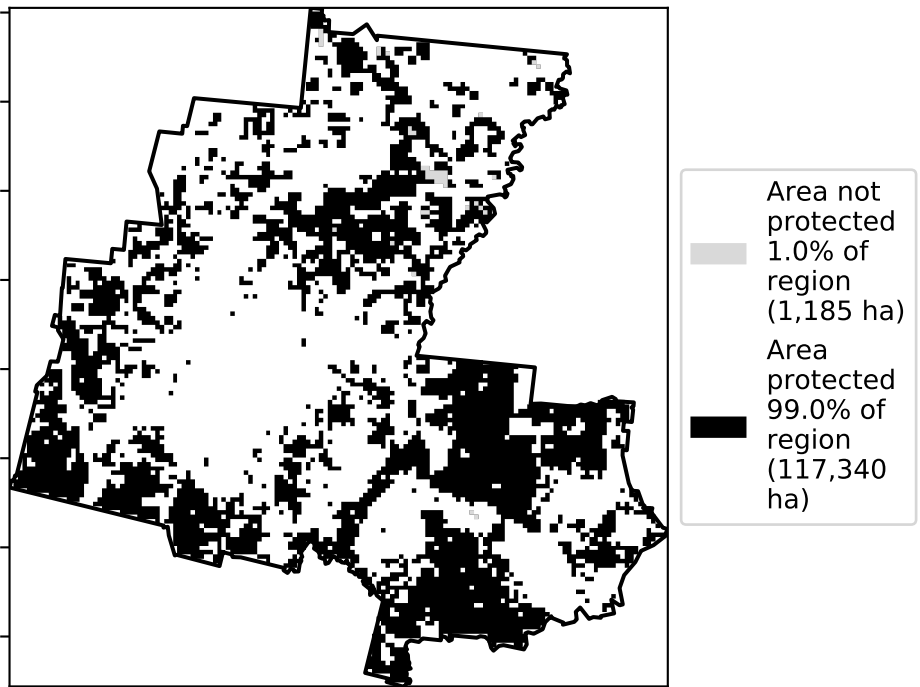 Area not
protected
1.0% of
region
(1,185 ha)
Area
protected
99.0% of
region
(117,340
ha)